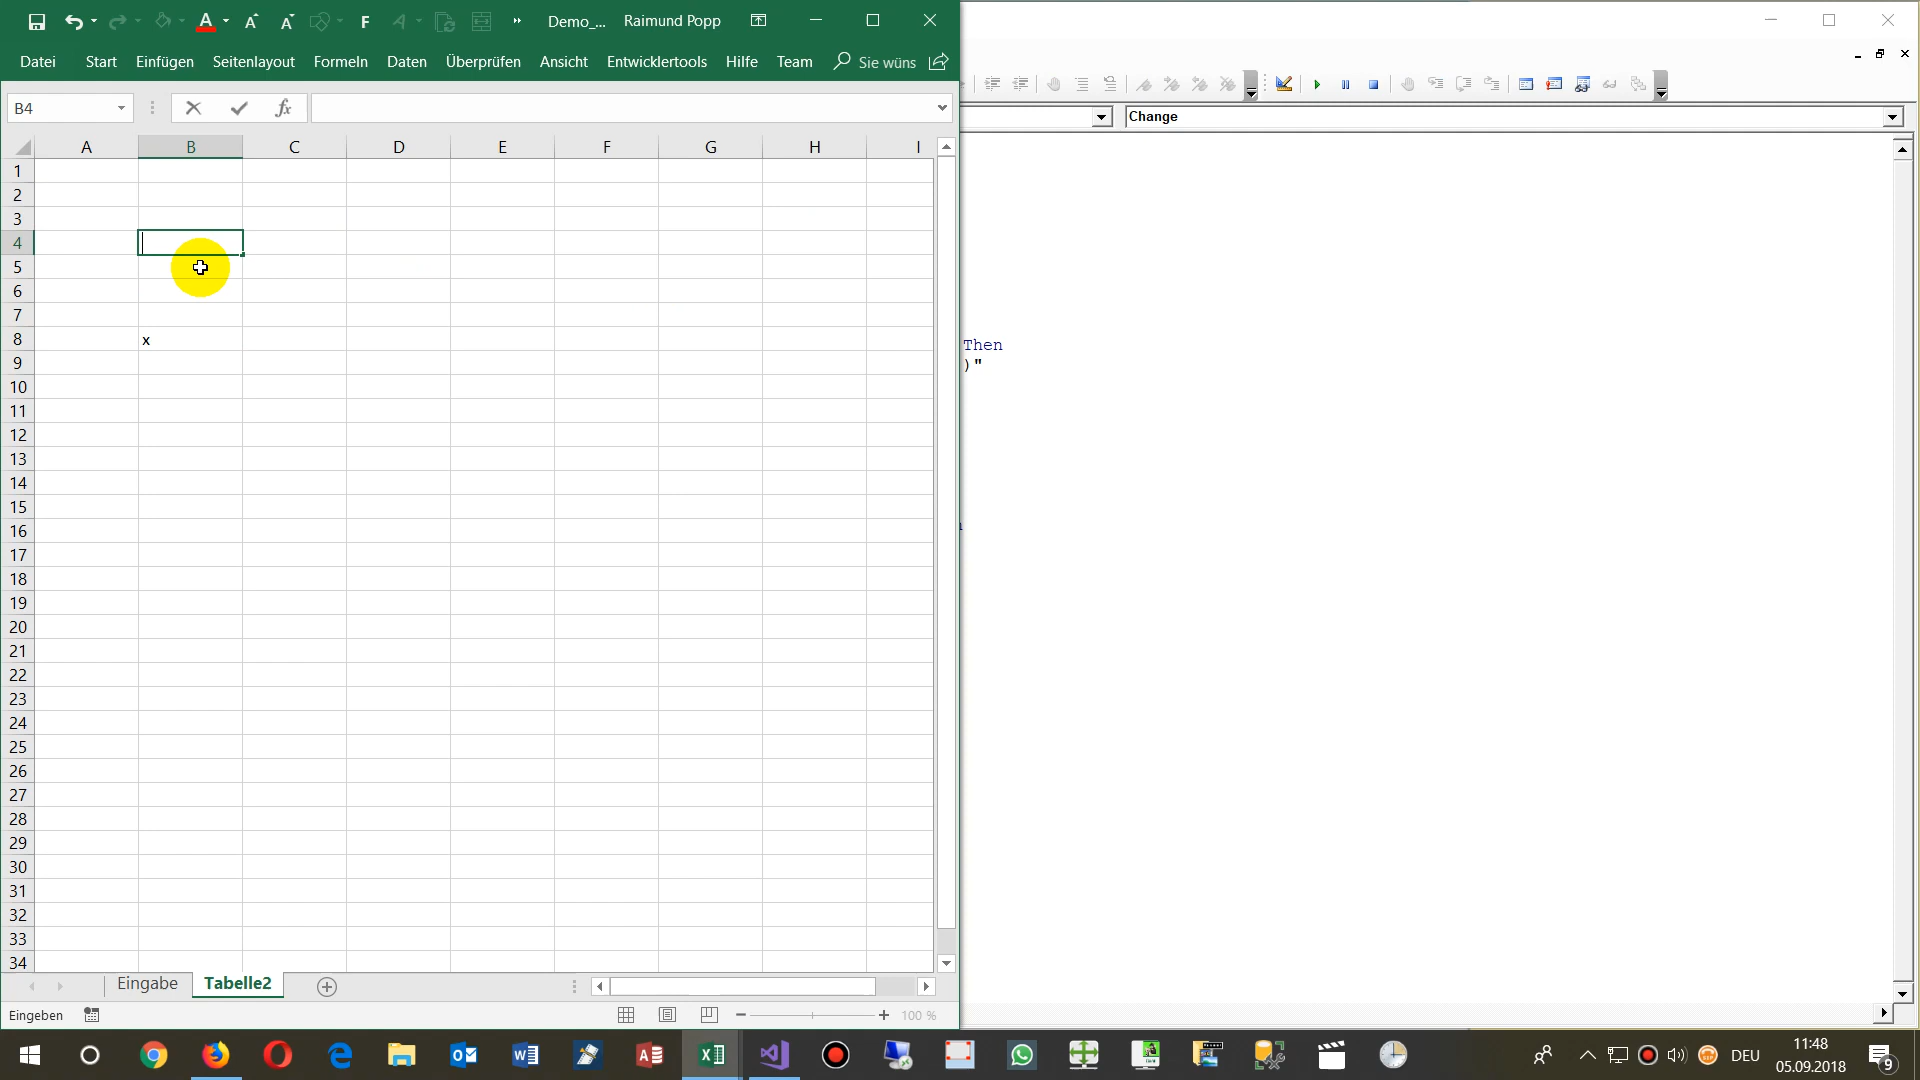 Demo_...
Raimund Popp
Datei
Start
Einfügen
Seitenlayout
Formeln
Daten
Überprüfen
Ansicht
Entwicklertools
Hilfe
Team
Sie wüns
B4
fx
Change
A B C D E F G H I
1
2
3
4
5
6
7
8
x
9
10
11
12
13
14
15
16
17
18
19
20
21
22
23
24
25
26
27
28
29
30
31
32
33
34
Then
)"
Eingabe
Tabelle2
Eingeben
100 %
DEU
11:48
05.09.2018
9